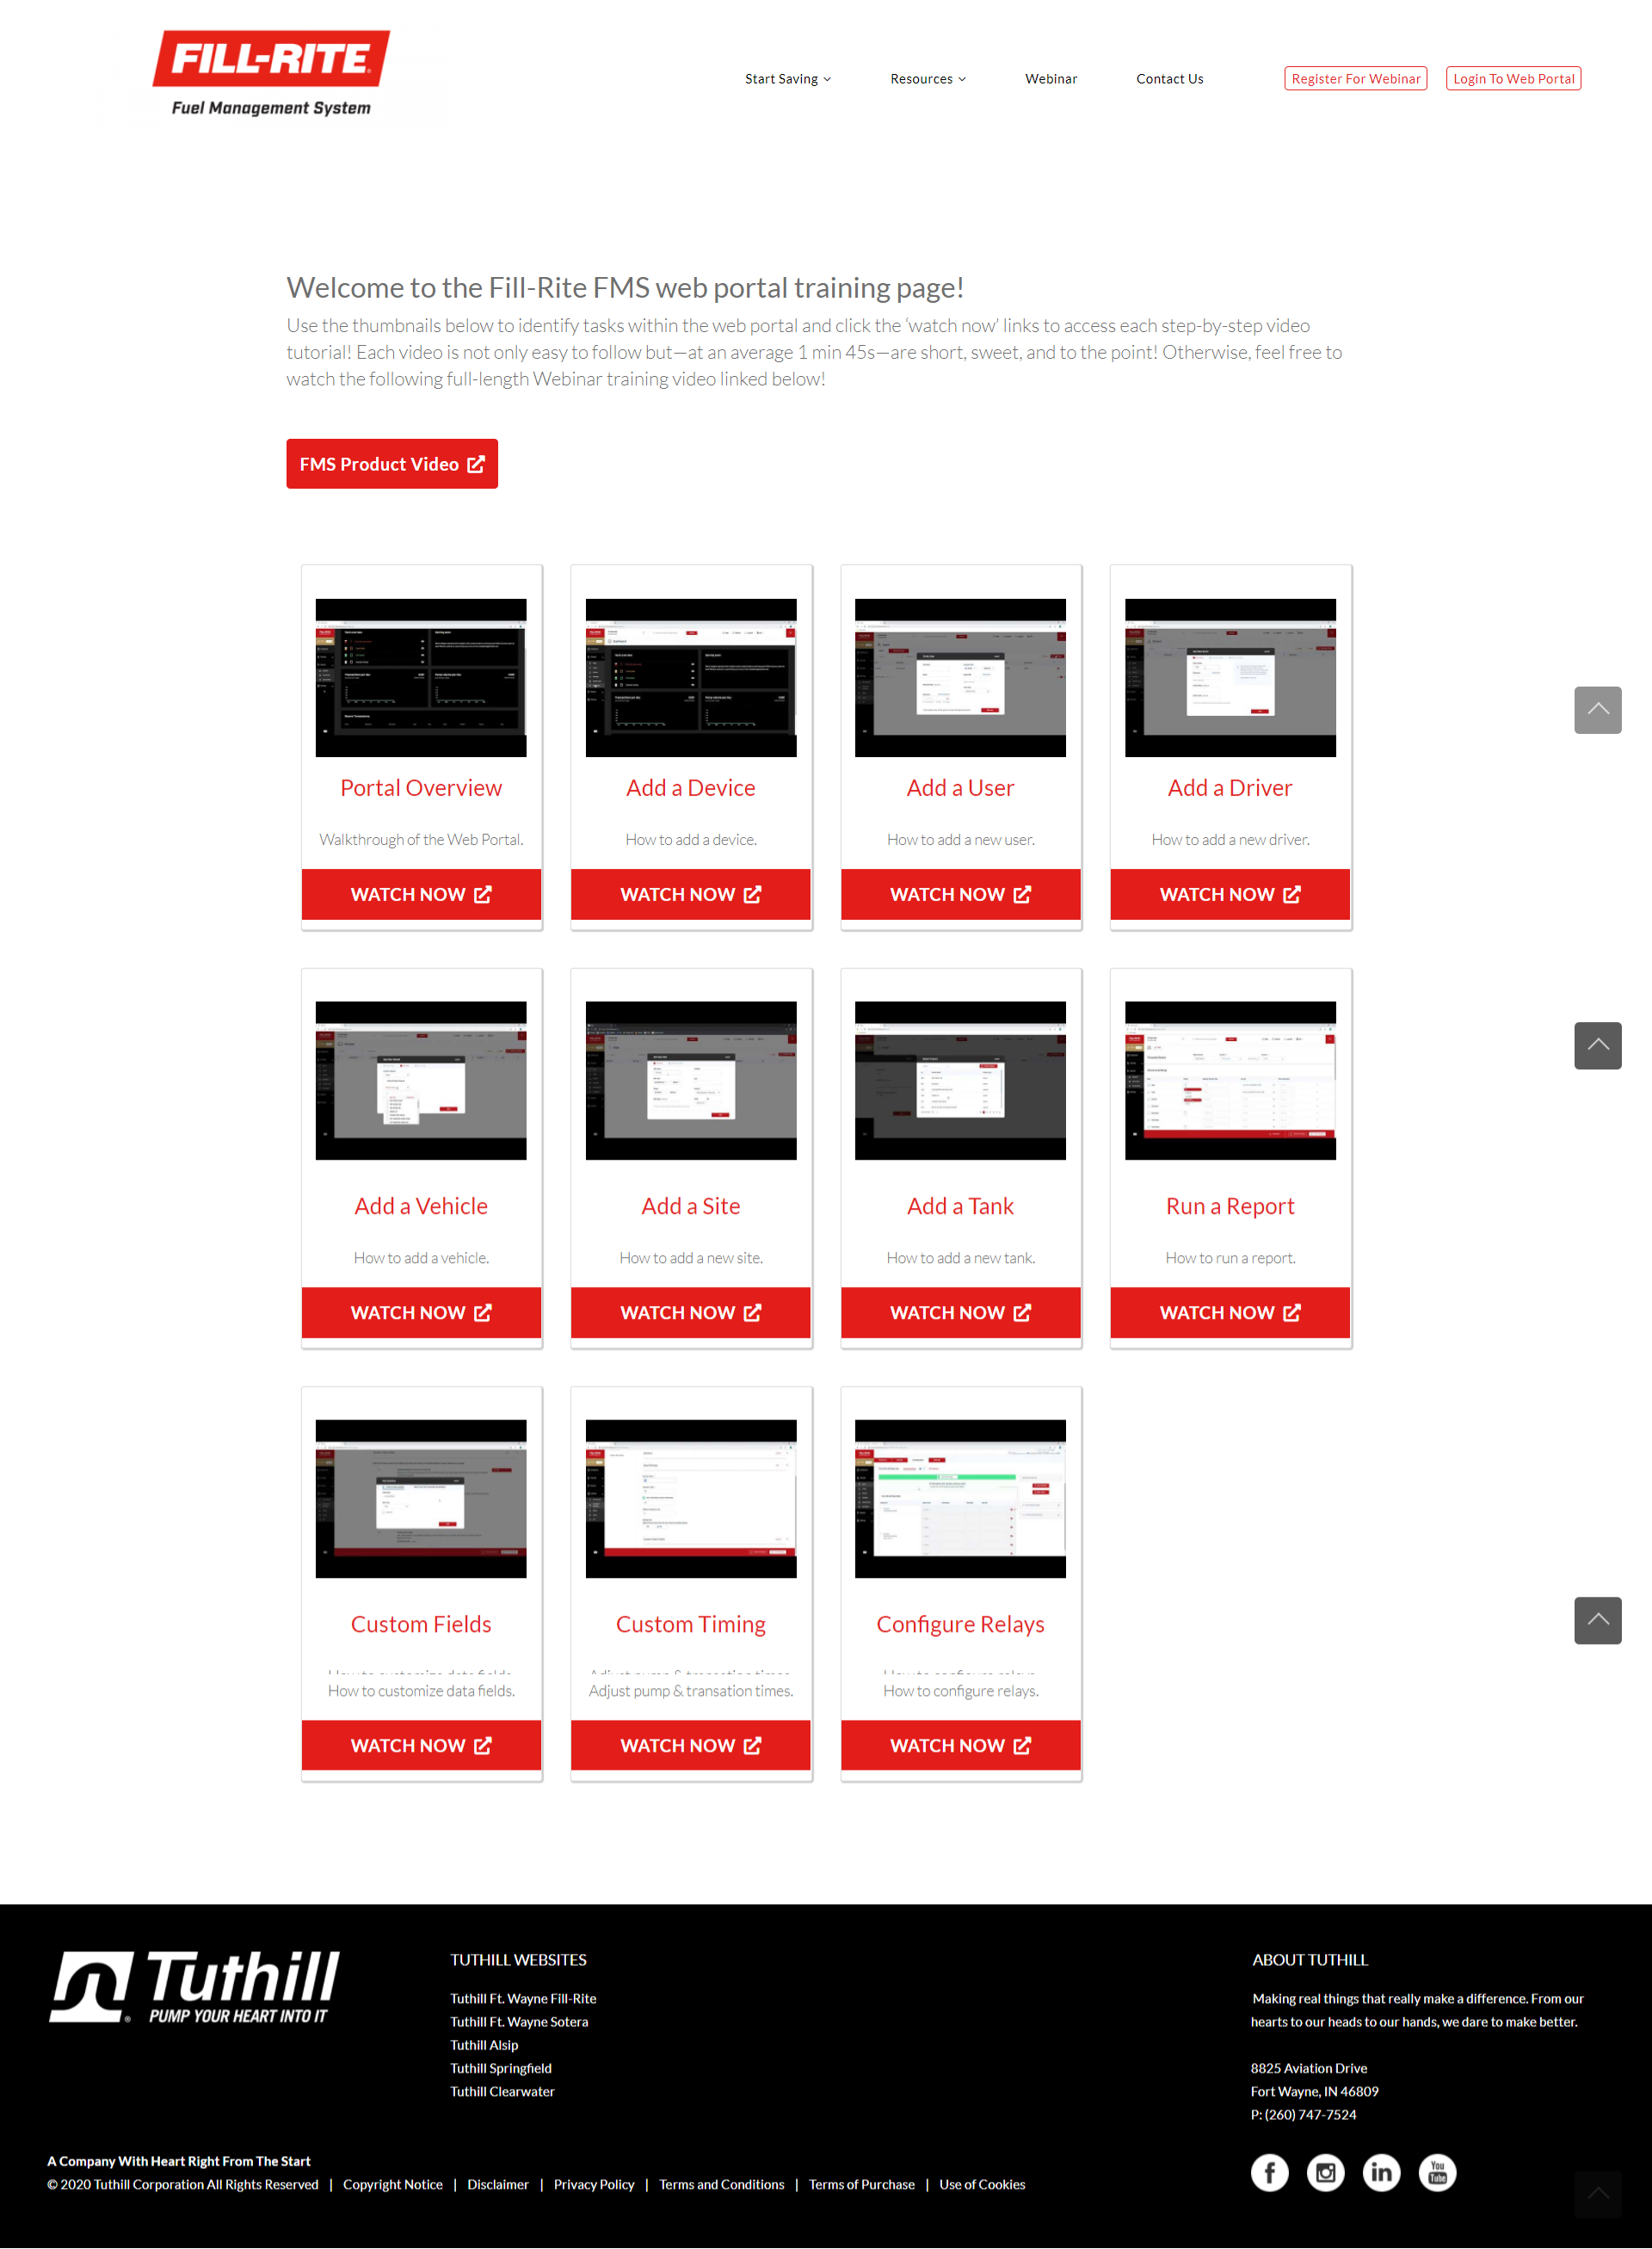 FILL-RITE
Fuel Management System
Start Saving
Resources
Webinar
Contact Us
Register For Webinar
Login To Web Portal
Welcome to the Fill-Rite FMS web portal training page!
Use the thumbnails below to identify tasks within the web portal and click the ‘watch now’ links to access each step-by-step video
tutorial! Each video is not only easy to follow but—at an average 1 min 45s—are short, sweet, and to the point! Otherwise, feel free to
watch the following full-length Webinar training video linked below!
FMS Product Video
Portal Overview
Walkthrough of the Web Portal.
WATCH NOW
Add a Device
How to add a device.
WATCH NOW
Add a User
How to add a new user.
WATCH NOW
Add a Driver
How to add a new driver.
WATCH NOW
Add a Vehicle
How to add a vehicle.
WATCH NOW
Add a Site
How to add a new site.
WATCH NOW
Add a Tank
How to add a new tank.
WATCH NOW
Run a Report
How to run a report.
WATCH NOW
Custom Fields
How to customize data fields.
WATCH NOW
Custom Timing
Adjust pump & transation times.
WATCH NOW
Configure Relays
How to configure relays.
WATCH NOW
Tuthill
PUMP YOUR HEART INTO IT
TUTHILL WEBSITES
Tuthill Ft. Wayne Fill-Rite
Tuthill Ft. Wayne Sotera
Tuthill Alsip
Tuthill Springfield
Tuthill Clearwater
ABOUT TUTHILL
Making real things that really make a difference. From our
hearts to our heads to our hands, we dare to make better.
8825 Aviation Drive
Fort Wayne, IN 46809
P: (260) 747-7524
A Company With Heart Right From The Start
© 2020 Tuthill Corporation All Rights Reserved | Copyright Notice | Disclaimer | Privacy Policy | Terms and Conditions | Terms of Purchase | Use of Cookies
You
Tube